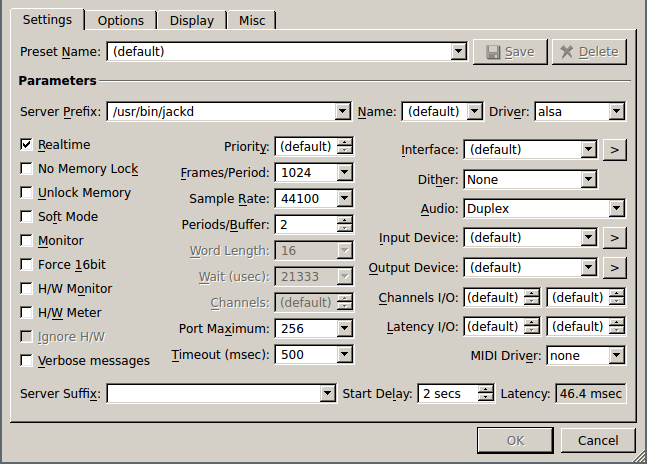 Settings Options Display Misc
Preset Name: (default) Save Delete
Parameters
Server Prefix: /usr/bin/jackd Name: (default) Driver: alsa
Realtime Priority: (default) Interface: (default) >
No Memory Lock Frames/Period: 1024 Dither: None
Unlock Memory Sample Rate: 44100 Audio: Duplex
Soft Mode Periods/Buffer: 2 Input Device: (default) >
Monitor Word Length: 16 Output Device: (default) >
Force 16bit Wait (usec): 21333 Channels I/O: (default) (default)
H/W Monitor Channels: (default) Latency I/O: (default) (default)
H/W Meter Port Maximum: 256 MIDI Driver: none
Ignore H/W Timeout (msec): 500
Verbose messages
Server Suffix: Start Delay: 2 secs Latency: 46.4 msec
OK Cancel